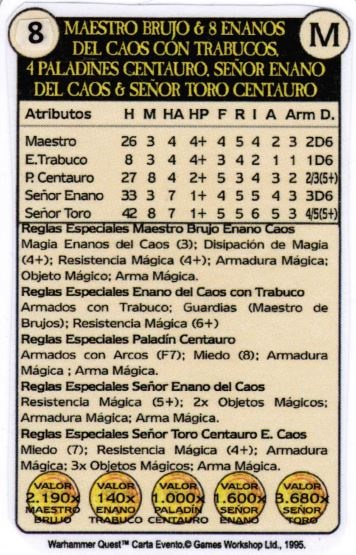 8
MAESTRO BRUJO & 8 ENANOS
DEL CAOS CON TRABUCOS,
4 PALADINES CENTAURO, SEÑOR ENANO
DEL CAOS & SEÑOR TORO CENTAURO
M
Atributos H M HA HP F R I A Arm D.
Maestro 26 3 4 4+ 4 5 4 2 3 2D6
E.Trabuco 8 3 4 4+ 3 4 2 1 1 1D6
P. Centauro 27 8 4 2+ 5 3 4 3 2 2/3(5+)
Señor Enano 33 3 7 1+ 4 5 5 4 3 3D6
Señor Toro 42 8 7 1+ 5 5 6 5 3 4/5(5+)
Reglas Especiales Maestro Brujo Enano Caos
Magia Enanos del Caos (3); Disipación de Magia
(4+); Resistencia Mágica (4+); Armadura Mágica;
Objeto Mágico; Arma Mágica.
Reglas Especiales Enano del Caos con Trabuco
Armados con Trabuco; Guardias (Maestro de
Brujos); Resistencia Mágica (6+)
Reglas Especiales Paladín Centauro
Armados con Arcos (F7); Miedo (8); Armadura
Mágica ; Arma Mágica.
Reglas Especiales Señor Enano del Caos
Resistencia Mágica (5+); 2x Objetos Mágicos;
Armadura Mágica; Arma Mágica.
Reglas Especiales Señor Toro Centauro E. Caos
Miedo (7); Resistencia Mágica (4+); Armadura
Mágica; 3x Objetos Mágicos; Arma Mágica.
VALOR VALOR VALOR VALOR VALOR
2.190x 140x 1.000x 1.600x 3.680x
MAESTRO ENANO PALADÍN SEÑOR SEÑOR
BRUJO TRABUCO CENTAURO ENANO TORO
Warhammer Quest™ Carta Evento.© Games Workshop Ltd., 1995.